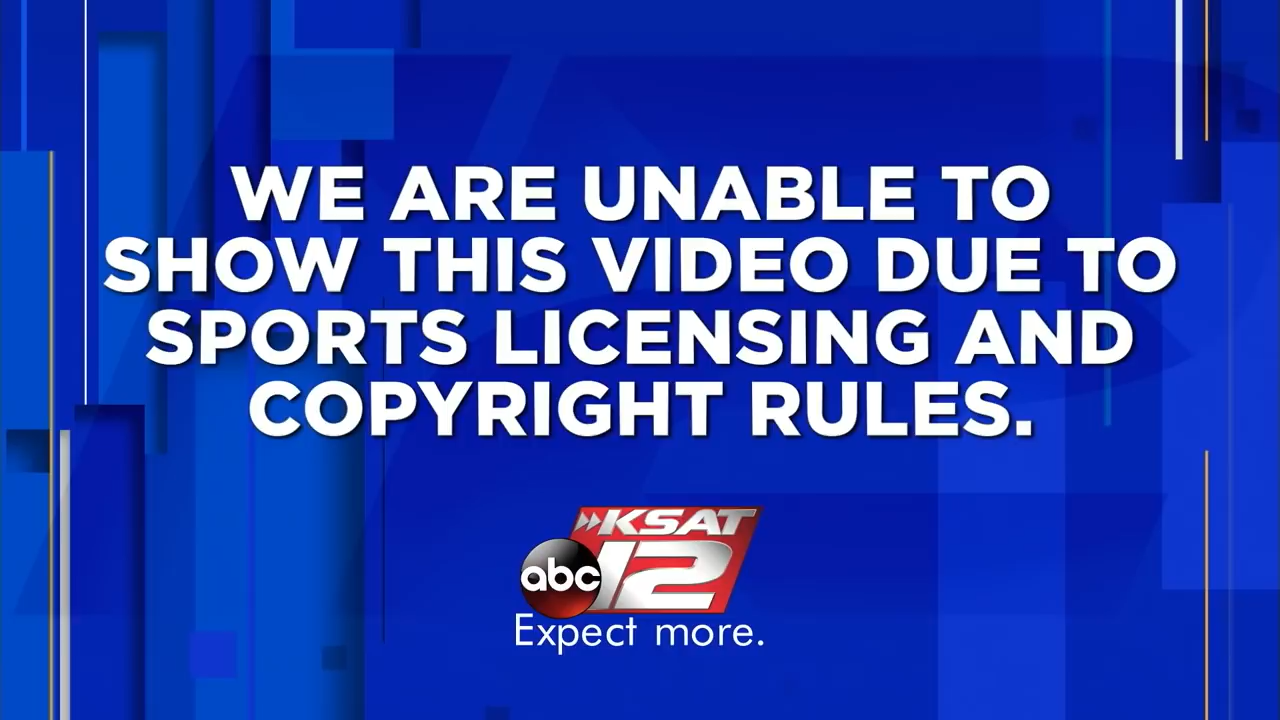 WE ARE UNABLE TO
SHOW THIS VIDEO DUE TO
SPORTS LICENSING AND
COPYRIGHT RULES.
KSAT
abc 12
Expect more.